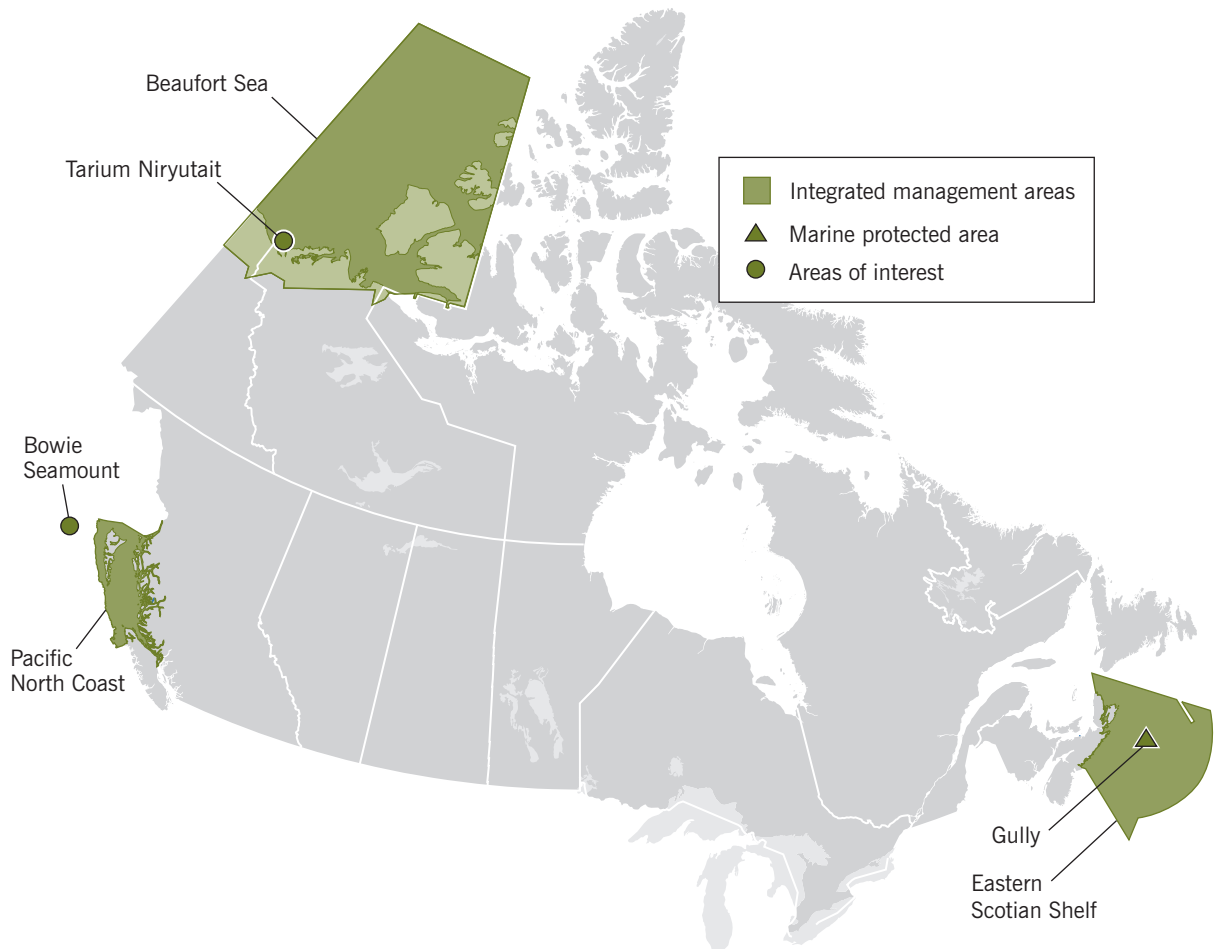 Beaufort Sea
Tarium Niryutait
Integrated management areas
Marine protected area
Areas of interest
Bowie
Seamount
Pacific
North Coast
Gully
Eastern
Scotian Shelf